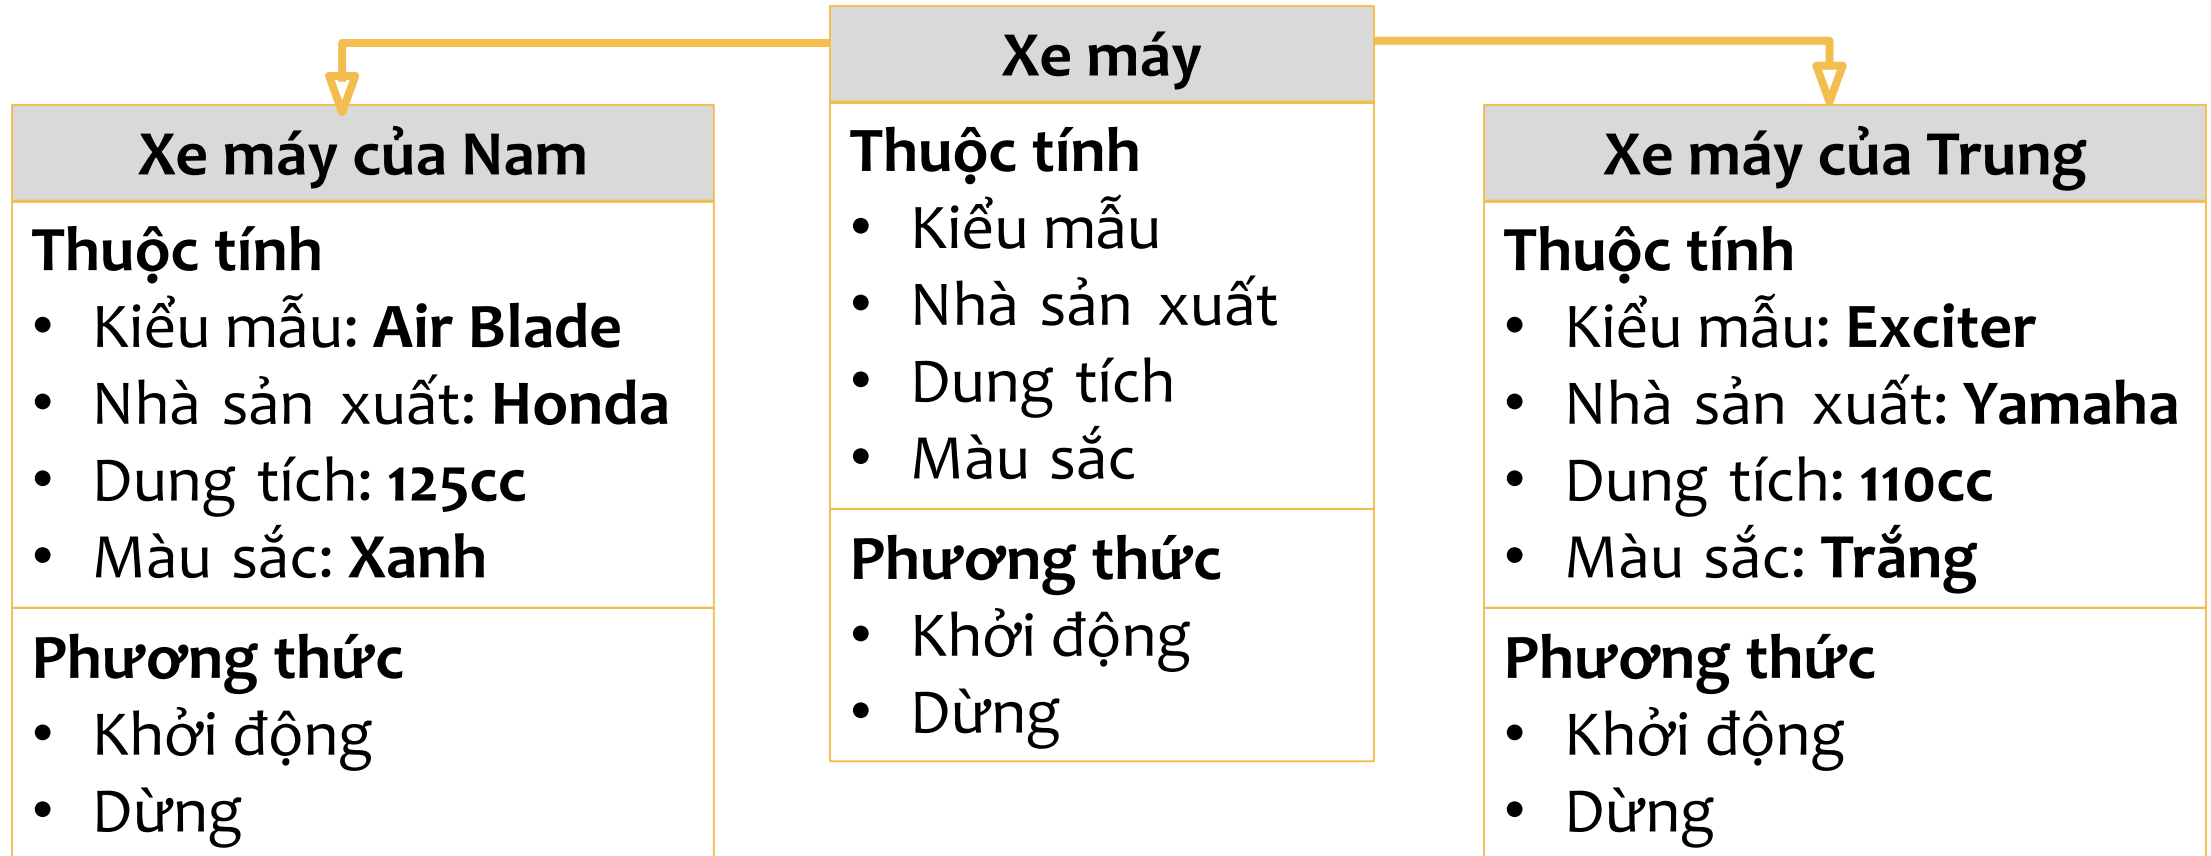 Xe máy
Thuộc tính
• Kiểu mẫu
• Nhà sản xuất
• Dung tích
• Màu sắc
Phương thức
• Khởi động
• Dừng
Xe máy của Nam
Thuộc tính
• Kiểu mẫu: Air Blade
• Nhà sản xuất: Honda
• Dung tích: 125cc
• Màu sắc: Xanh
Phương thức
• Khởi động
• Dừng
Xe máy của Trung
Thuộc tính
• Kiểu mẫu: Exciter
• Nhà sản xuất: Yamaha
• Dung tích: 110cc
• Màu sắc: Trắng
Phương thức
• Khởi động
• Dừng